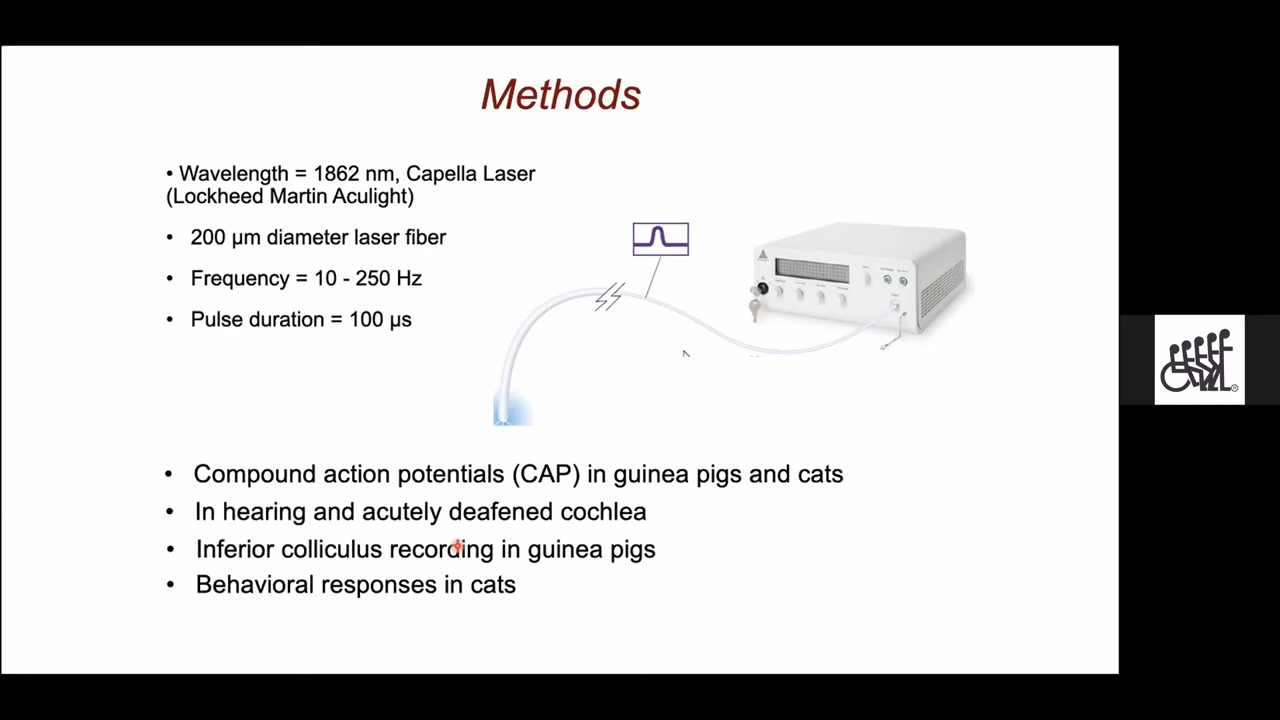 Methods
• Wavelength = 1862 nm, Capella Laser
(Lockheed Martin Aculight)
• 200 µm diameter laser fiber
• Frequency = 10 - 250 Hz
• Pulse duration = 100 µs
• Compound action potentials (CAP) in guinea pigs and cats
• In hearing and acutely deafened cochlea
• Inferior colliculus recording in guinea pigs
• Behavioral responses in cats